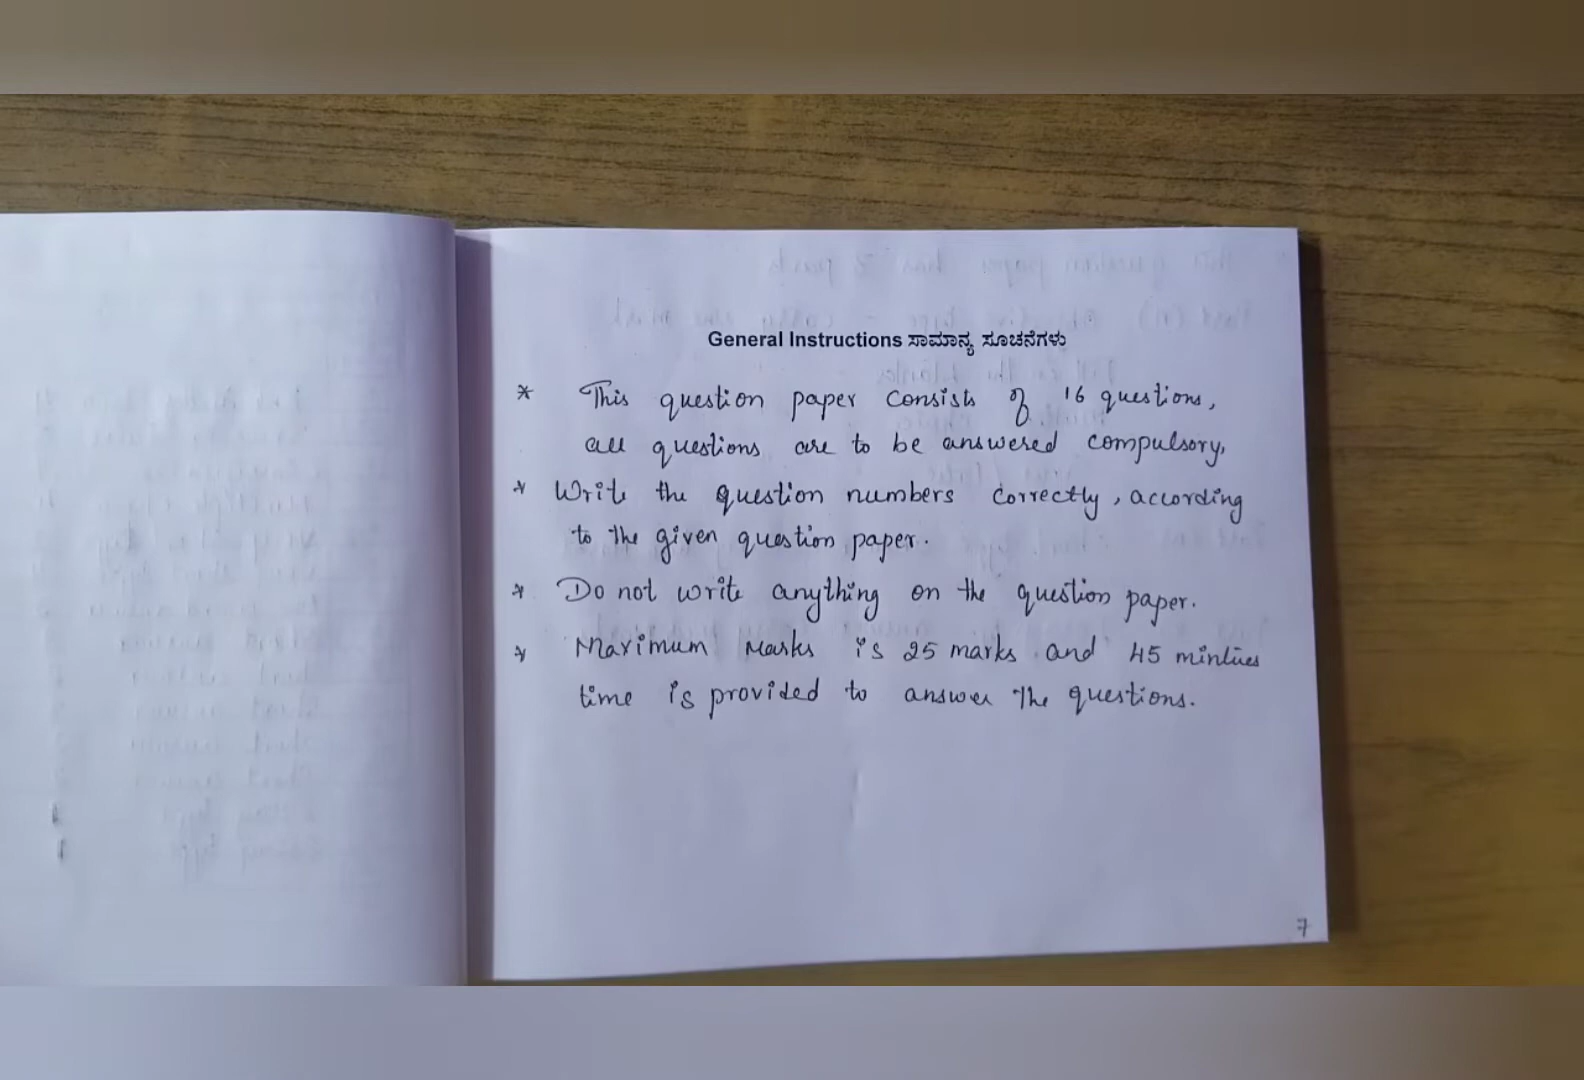 General Instructions ಸಾಮಾನ್ಯ ಸೂಚನೆಗಳು
* This question paper consists of 16 questions,
all questions are to be answered compulsory,
* Write the question numbers correctly, according
to the given question paper.
* Do not write anything on the question paper.
* Maximum Marks is 25 marks and 45 mintues
time is provided to answer the questions.
7